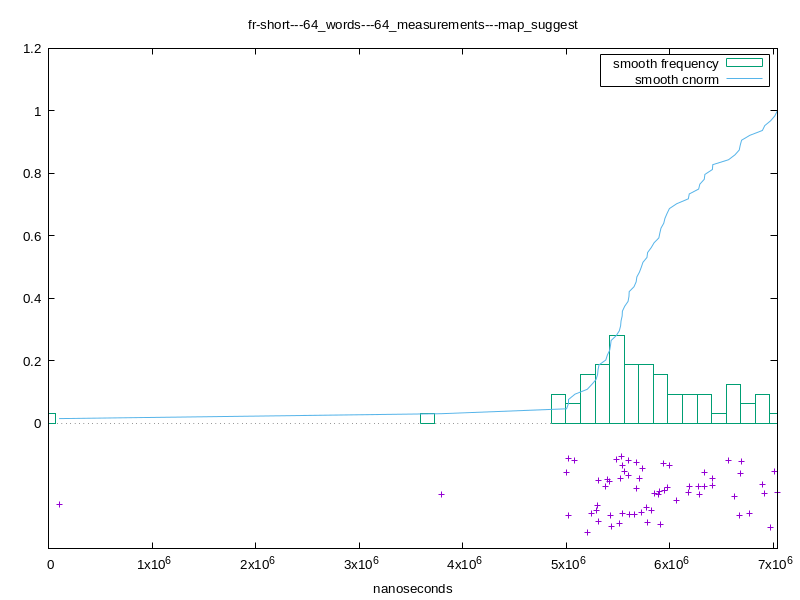 fr-short---64_words---64_measurements---map_suggest
smooth frequency
smooth cnorm
1.2
1
0.8
0.6
0.4
0.2
0
0 1x10^6 2x10^6 3x10^6 4x10^6 5x10^6 6x10^6 7x10^6
nanoseconds